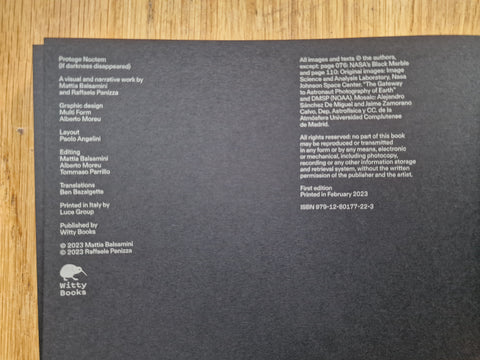 Protege Noctem
(If darkness disappeared)
A visual and narrative work by
Mattia Balsamini
and Raffaele Panizza
Graphic design
Multi Form
Alberto Moreu
Layout
Paolo Angelini
Editing
Mattia Balsamini
Alberto Moreu
Tommaso Parrillo
Translations
Ben Bazalgette
Printed in Italy by
Luce Group
Published by
Witty Books
© 2023 Mattia Balsamini
© 2023 Raffaele Panizza
Witty
Books
All images and texts © the authors,
except: page 076: NASA's Black Marble
and page 110: Original images: Image
Science and Analysis Laboratory, Nasa
Johnson Space Center. "The Gateway
to Astronaut Photography of Earth"
and DMSP (NOAA). Mosaic: Alejandro
Sánchez De Miguel and Jaime Zamorano
Calvo, Dep. Astrofísica y CC. de la
Atmósfera Universidad Complutense
de Madrid.
All rights reserved: no part of this book
may be reproduced or transmitted
in any form or by any means, electronic
or mechanical, including photocopy,
recording or any other information storage
and retrieval system, without the written
permission of the publisher and the artist.
First edition
Printed in February 2023
ISBN 979-12-80177-22-3